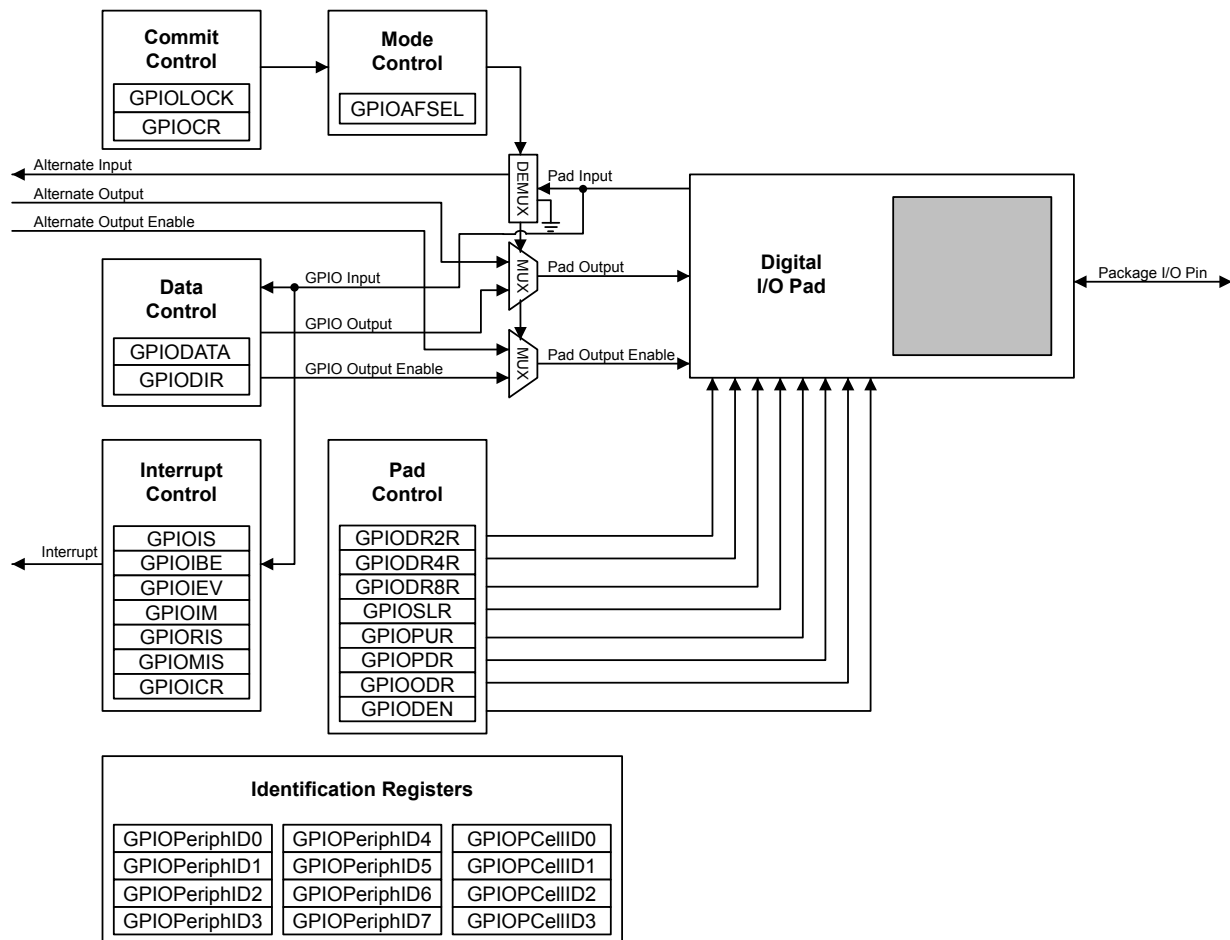 Commit
Control
GPIOLOCK
GPIOCR
Mode
Control
GPIOAFSEL
Alternate Input
Alternate Output
Alternate Output Enable
DEMUX
Pad Input
MUX
Pad Output
MUX
Pad Output Enable
Digital
I/O Pad
Package I/O Pin
Data
Control
GPIODATA
GPIODIR
GPIO Input
GPIO Output
GPIO Output Enable
Interrupt
Control
GPIOIS
GPIOIBE
GPIOIEV
GPIOIM
GPIORIS
GPIOMIS
GPIOICR
Interrupt
Pad
Control
GPIODR2R
GPIODR4R
GPIODR8R
GPIOSLR
GPIOPUR
GPIOPDR
GPIOODR
GPIODEN
Identification Registers
GPIOPeriphID0
GPIOPeriphID1
GPIOPeriphID2
GPIOPeriphID3
GPIOPeriphID4
GPIOPeriphID5
GPIOPeriphID6
GPIOPeriphID7
GPIOPCellID0
GPIOPCellID1
GPIOPCellID2
GPIOPCellID3